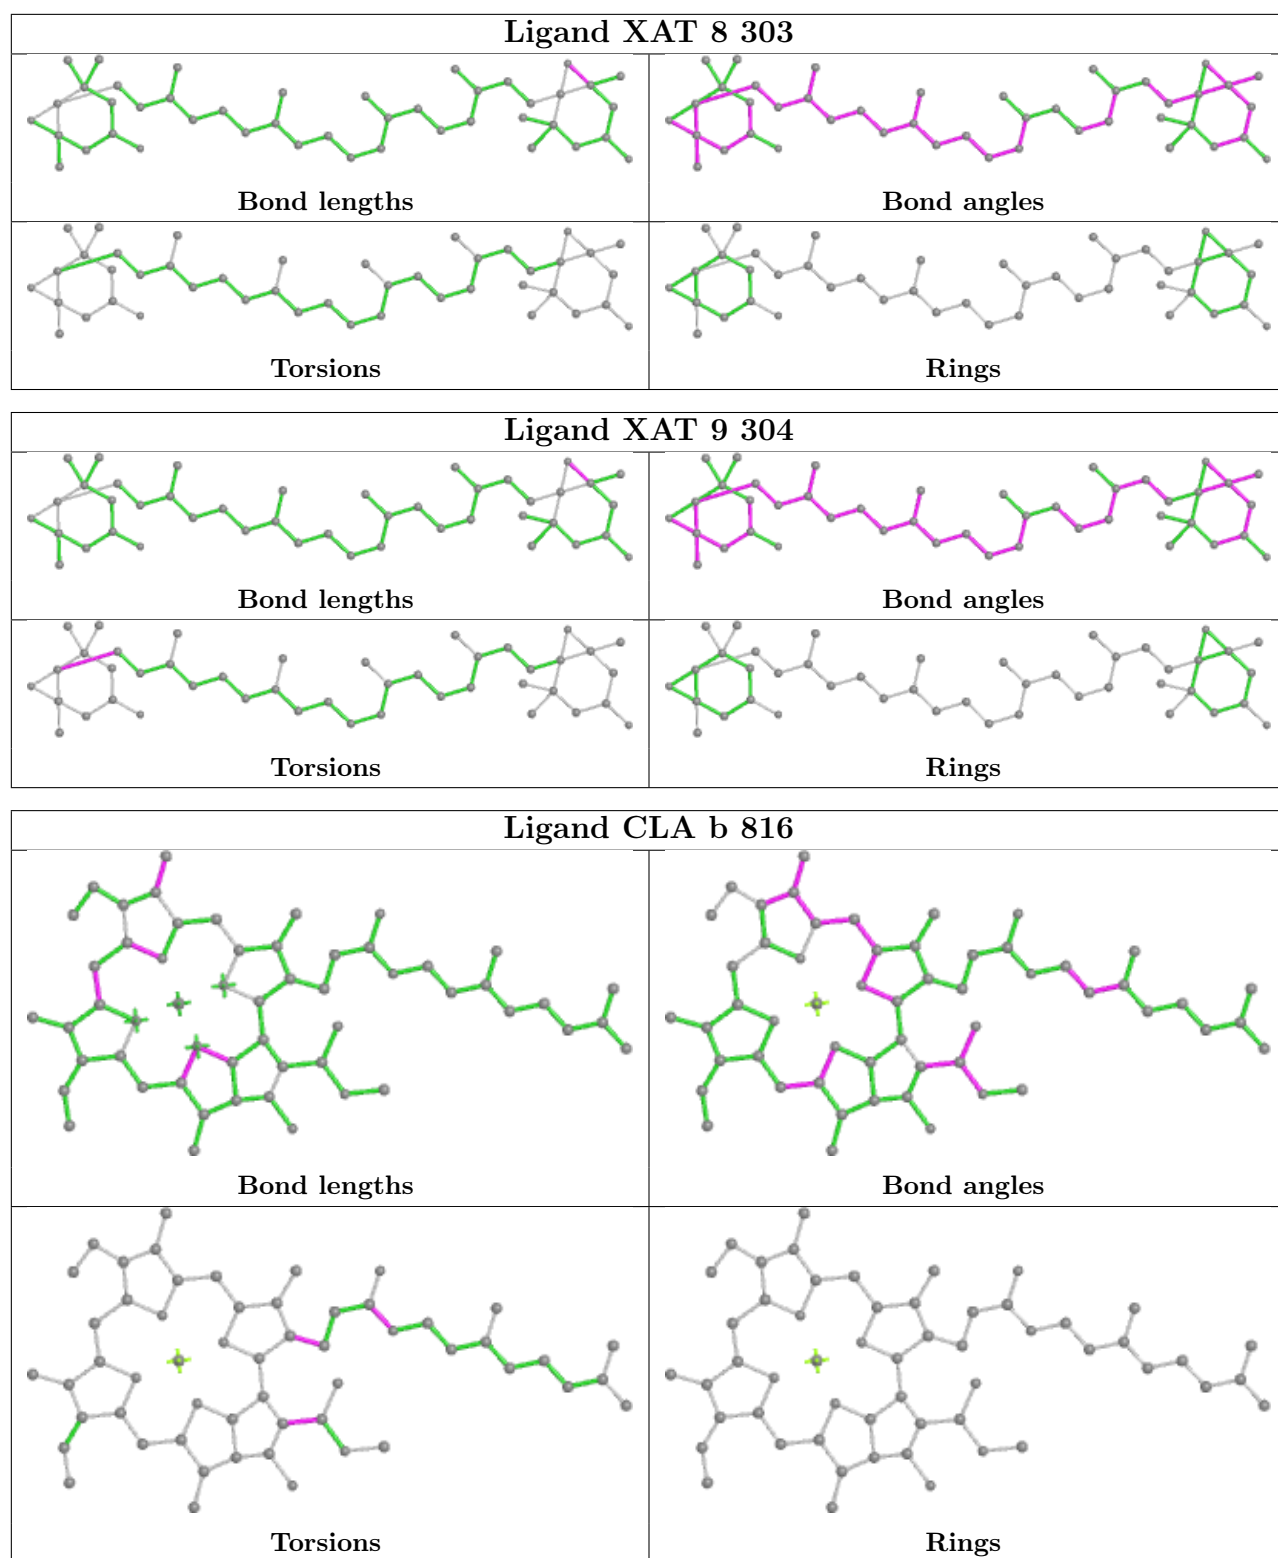 Ligand XAT 8 303
Bond lengths
Bond angles
Torsions
Rings
Ligand XAT 9 304
Bond lengths
Bond angles
Torsions
Rings
Ligand CLA b 816
Bond lengths
Bond angles
Torsions
Rings